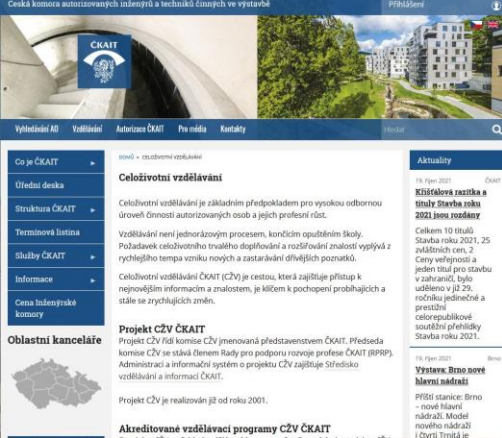 Česká komora autorizovaných inženýrů a techniků činných ve výstavbě
Přihlášení
ČKAIT
Vyhledávání AO Vzdělávání Autorizace ČKAIT Pro média Kontakty
Hledat
Co je ČKAIT
Úřední deska
Struktura ČKAIT
Termínová listina
Služby ČKAIT
Informace
Cena Inženýrské
komory
Oblastní kanceláře
DOMŮ » CELOŽIVOTNÍ VZDĚLÁVÁNÍ
Celoživotní vzdělávání
Celoživotní vzdělávání je základním předpokladem pro vysokou odbornou
úroveň činnosti autorizovaných osob a jejich profesní růst.
Vzdělávání není jednorázovým procesem, končícím opuštěním školy.
Požadavek celoživotního trvalého doplňování a rozšiřování znalostí vyplývá z
rychlejšího tempa vzniku nových a zastarávání dřívějších poznatků.
Celoživotní vzdělávání ČKAIT (CŽV) je cestou, která zajišťuje přístup k
nejnovějším informacím a znalostem, je klíčem k pochopení probíhajících a
stále se zrychlujících změn.
Projekt CŽV ČKAIT
Projekt CŽV řídí komise CŽV jmenovaná představenstvem ČKAIT. Předseda
komise CŽV se stává členem Rady pro podporu rozvoje profese ČKAIT (RPRP).
Administraci a informační systém o projektu CŽV zajišťuje Středisko
vzdělávání a informací ČKAIT.
Projekt CŽV je realizován již od roku 2001.
Akreditované vzdělávací programy CŽV ČKAIT
Aktuality
19. říjen 2021 ČKAIT
Křišťálová razítka a
tituly Stavba roku
2021 jsou rozdány
Celkem 10 titulů
Stavba roku 2021, 25
zvláštních cen, 2
Ceny veřejnosti a
jeden titul pro stavbu
v zahraničí, bylo
uděleno v již 29.
ročníku jedinečné a
prestižní
celorepublikové
soutěžní přehlídky
Stavba roku 2021.
19. říjen 2021 Brno
Výstava: Brno nové
hlavní nádraží
Příští stanice: Brno
– nové hlavní
nádraží. Model
nového nádraží
i čtvrti Trnitá je